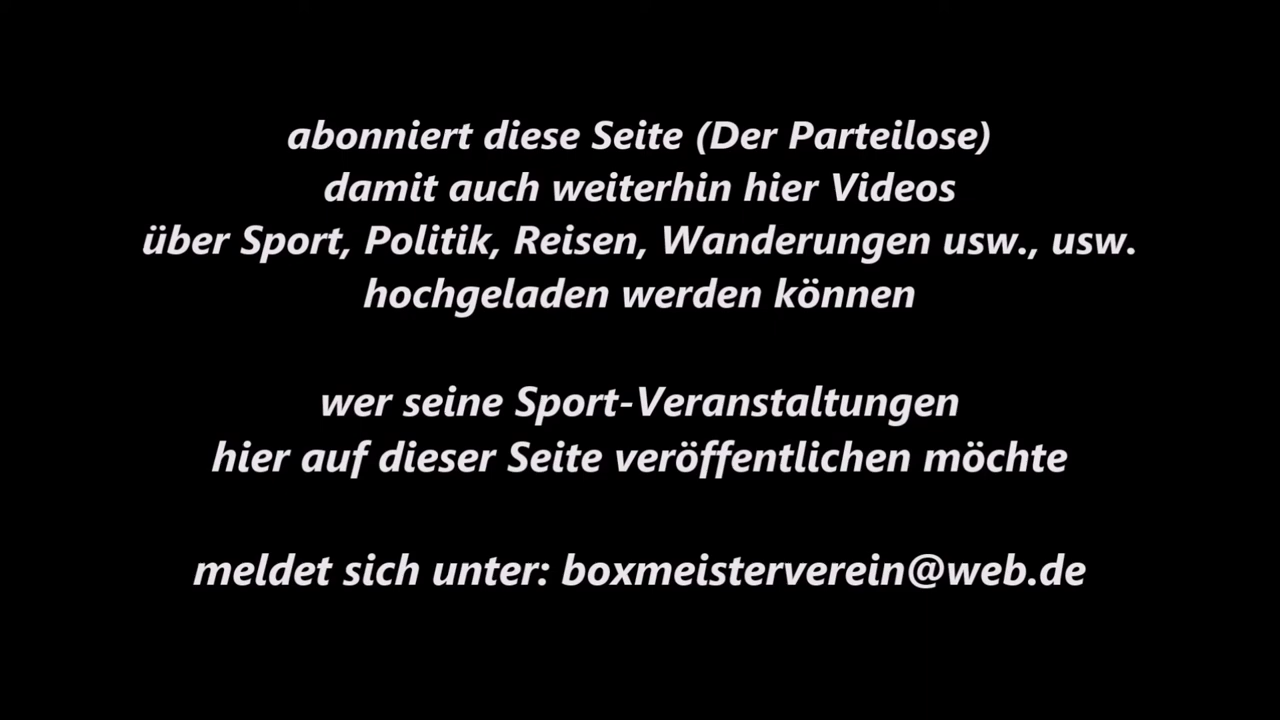 abonniert diese Seite (Der Parteilose)
damit auch weiterhin hier Videos
über Sport, Politik, Reisen, Wanderungen usw., usw.
hochgeladen werden können
wer seine Sport-Veranstaltungen
hier auf dieser Seite veröffentlichen möchte
meldet sich unter: boxmeisterverein@web.de